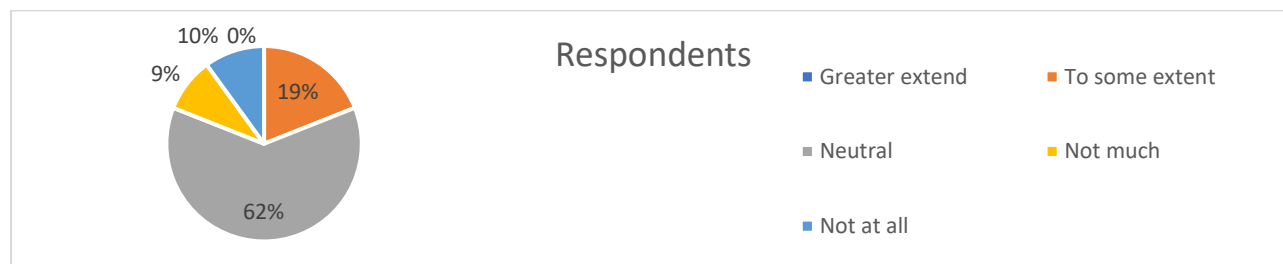 Respondents
10% 0%
9%
19%
62%
Greater extend
To some extent
Neutral
Not much
Not at all